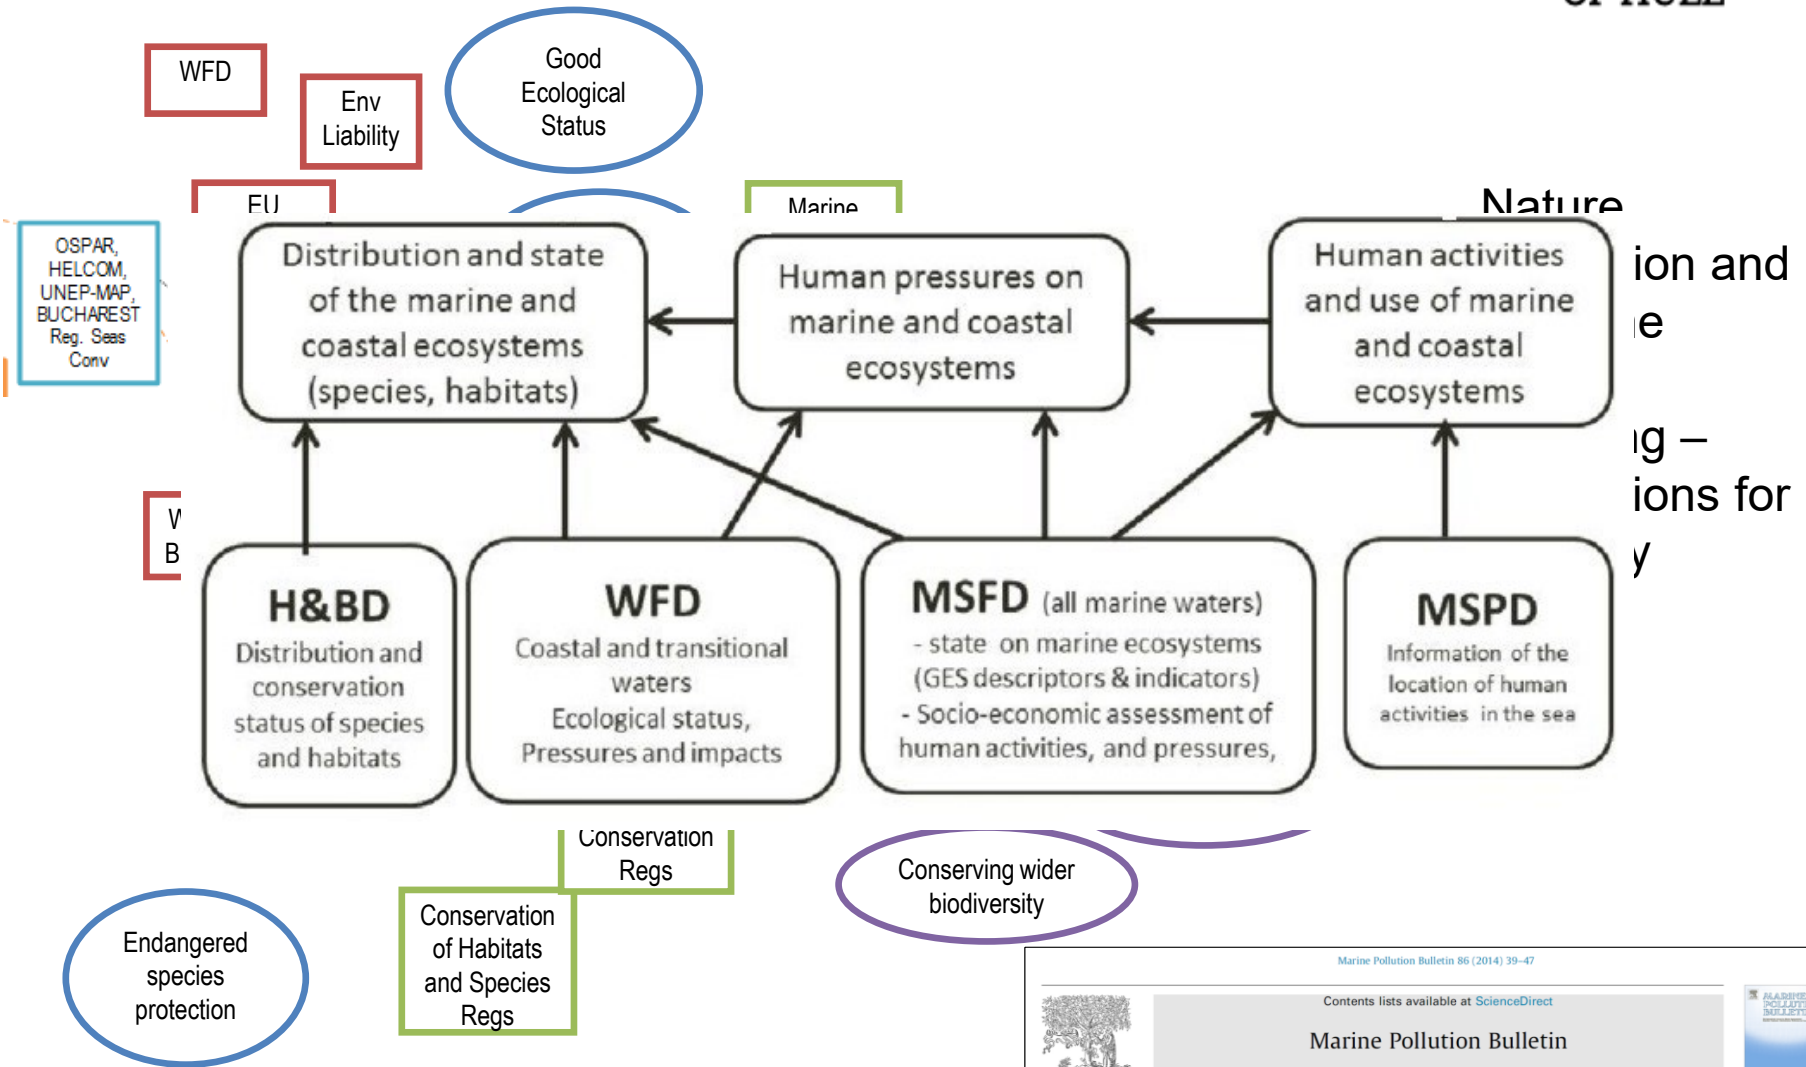 WFD
Env
Liability
Good
Ecological
Status
EU
Marine
Nature
OSPAR,
HELCOM,
UNEP-MAP,
BUCHAREST
Reg. Seas
Conv
Distribution and state
of the marine and
coastal ecosystems
(species, habitats)
Human pressures on
marine and coastal
ecosystems
Human activities
and use of marine
and coastal
ecosystems
ion and
ions for
H&BD
Distribution and
conservation
status of species
and habitats
WFD
Coastal and transitional
waters
Ecological status,
Pressures and impacts
MSFD (all marine waters)
- state on marine ecosystems
(GES descriptors & indicators)
- Socio-economic assessment of
human activities, and pressures,
MSPD
Information of the
location of human
activities in the sea
Conservation
Regs
Conserving wider
biodiversity
Endangered
species
protection
Conservation
of Habitats
and Species
Regs
Marine Pollution Bulletin 86 (2014) 39–47
Contents lists available at ScienceDirect
Marine Pollution Bulletin